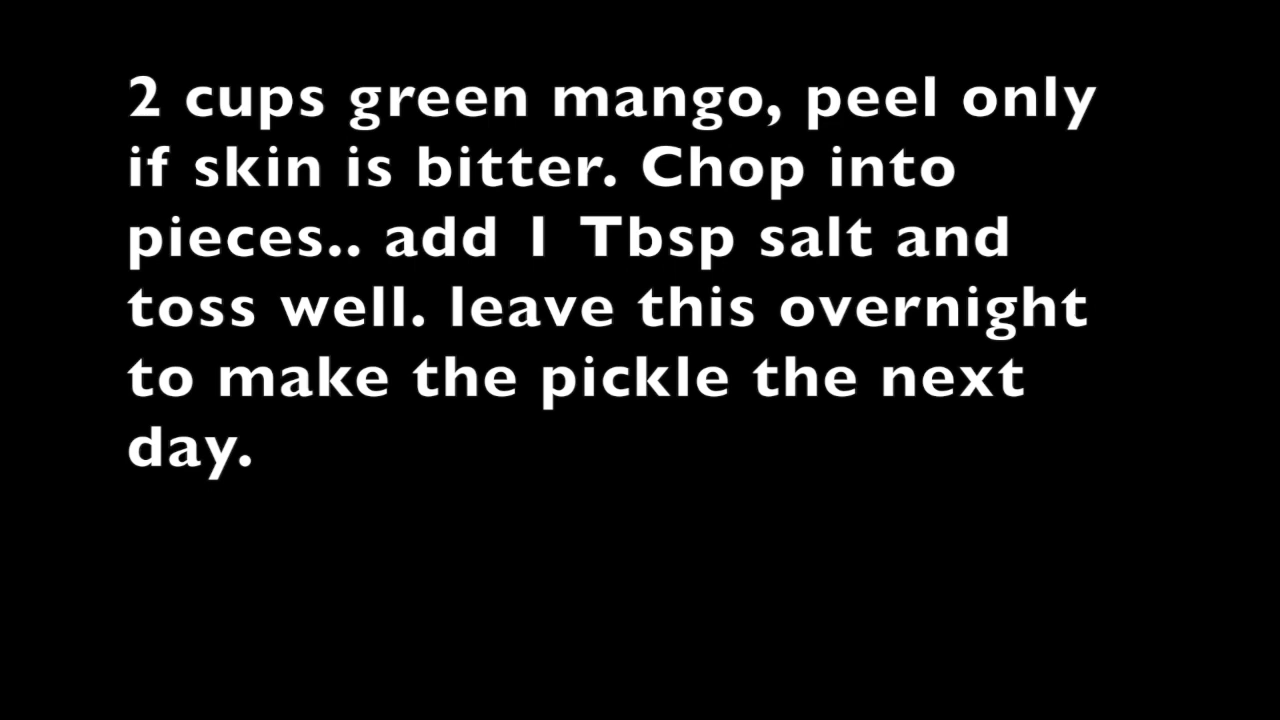 2 cups green mango, peel only
if skin is bitter. Chop into
pieces.. add 1 Tbsp salt and
toss well. leave this overnight
to make the pickle the next
day.